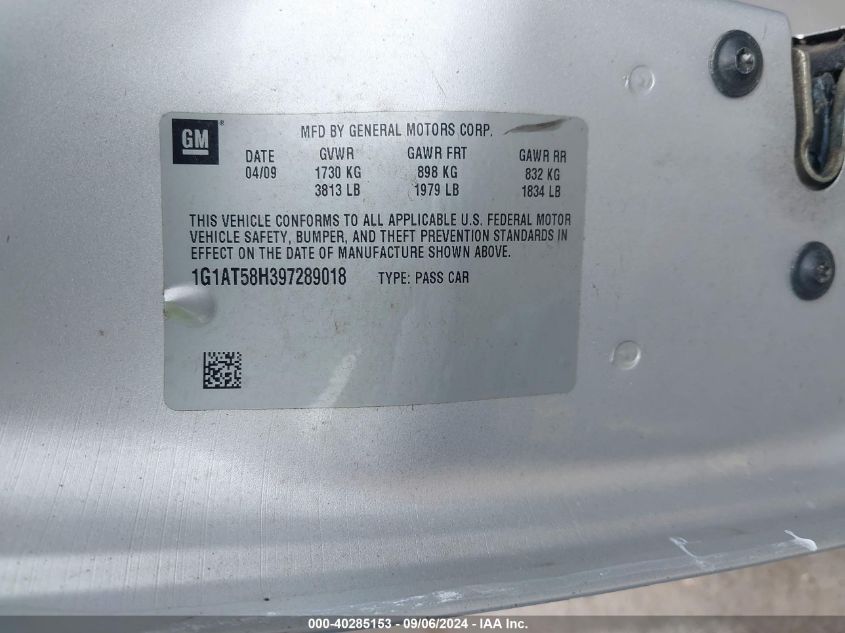 GM ®
MFD BY GENERAL MOTORS CORP.
DATE GVWR GAWR FRT GAWR RR
04/09 1730 KG 898 KG 832 KG
3813 LB 1979 LB 1834 LB
THIS VEHICLE CONFORMS TO ALL APPLICABLE U.S. FEDERAL MOTOR
VEHICLE SAFETY, BUMPER, AND THEFT PREVENTION STANDARDS IN
EFFECT ON THE DATE OF MANUFACTURE SHOWN ABOVE.
1G1AT58H397289018 TYPE: PASS CAR
000-40285153 - 09/06/2024 - IAA Inc.